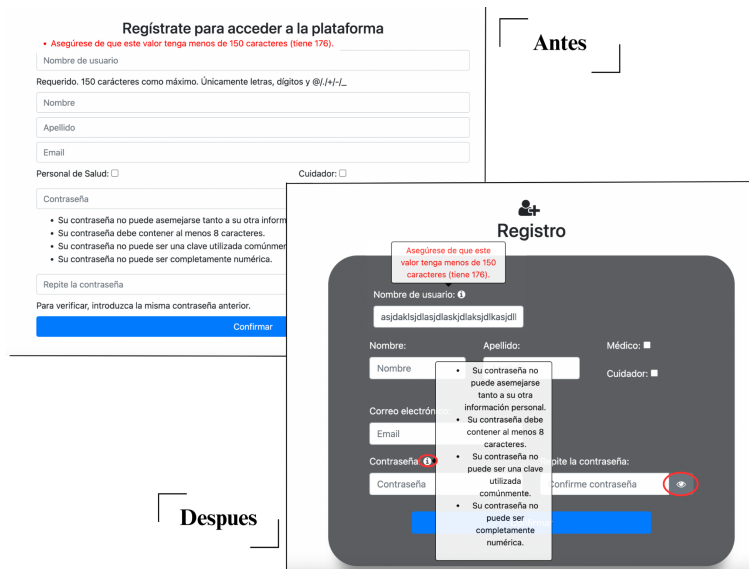 Regístrate para acceder a la plataforma
• Asegúrese de que este valor tenga menos de 150 caracteres (tiene 176).
Nombre de usuario
Requerido. 150 carácteres como máximo. Únicamente letras, dígitos y @/./+/-/_
Nombre
Apellido
Email
Personal de Salud:
Cuidador:
Contraseña
• Su contraseña no puede asemejarse tanto a su otra inform
• Su contraseña debe contener al menos 8 caracteres.
• Su contraseña no puede ser una clave utilizada comúnmer
• Su contraseña no puede ser completamente numérica.
Repite la contraseña
Para verificar, introduzca la misma contraseña anterior.
Confirmar
Antes
Registro
Asegúrese de que este
valor tenga menos de 150
caracteres (tiene 176).
Nombre de usuario:
asjdaklsjdlasjdlaskjdlaksjdlkasjdll
Nombre:
Apellido:
Médico:
Nombre
Cuidador:
• Su contraseña no
puede asemejarse
tanto a su otra
información personal.
• Su contraseña debe
contener al menos 8
caracteres.
• Su contraseña no
puede ser una clave
utilizada
comúnmente.
• Su contraseña no
puede ser
completamente
numérica.
Correo electrónico
Email
Contraseña
pite la contraseña:
Contraseña
Confirme contraseña
Despues